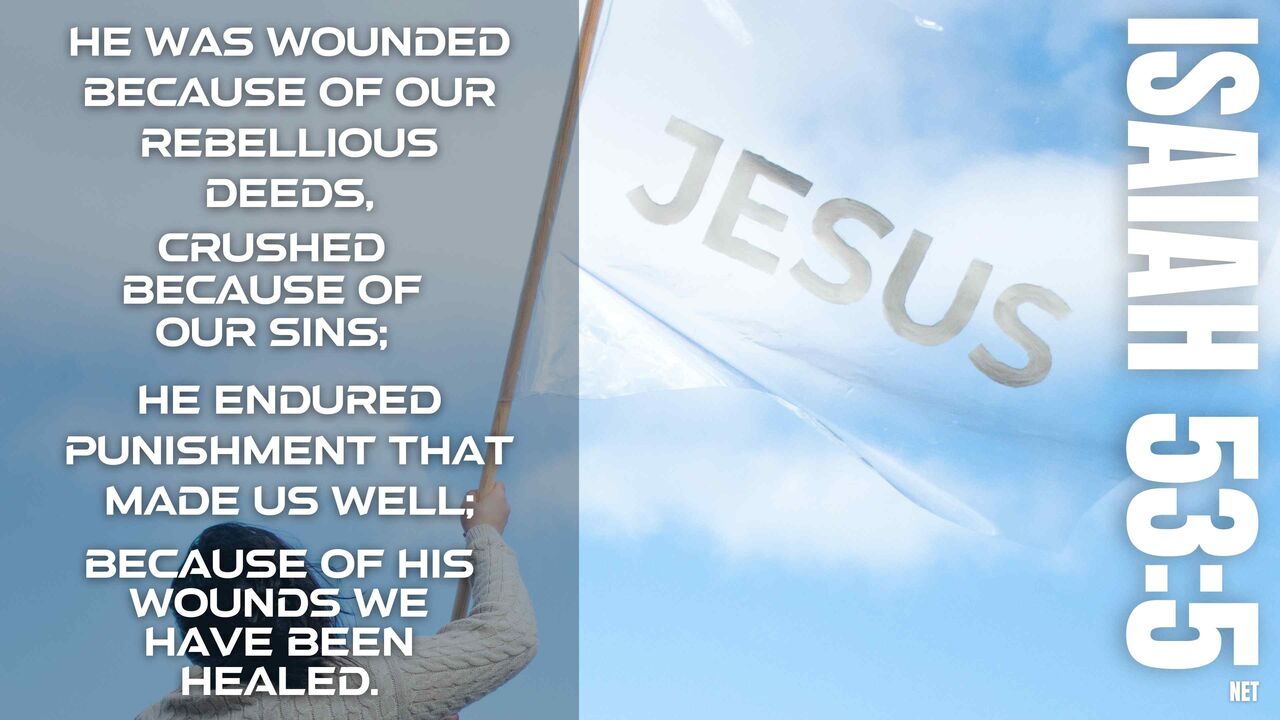 HE WAS WOUNDED
BECAUSE OF OUR
REBELLIOUS
DEEDS,
CRUSHED
BECAUSE OF
OUR SINS;
HE ENDURED
PUNISHMENT THAT
MADE US WELL;
BECAUSE OF HIS
WOUNDS WE
HAVE BEEN
HEALED.
JESUS
ISAIAH 53:5
NET